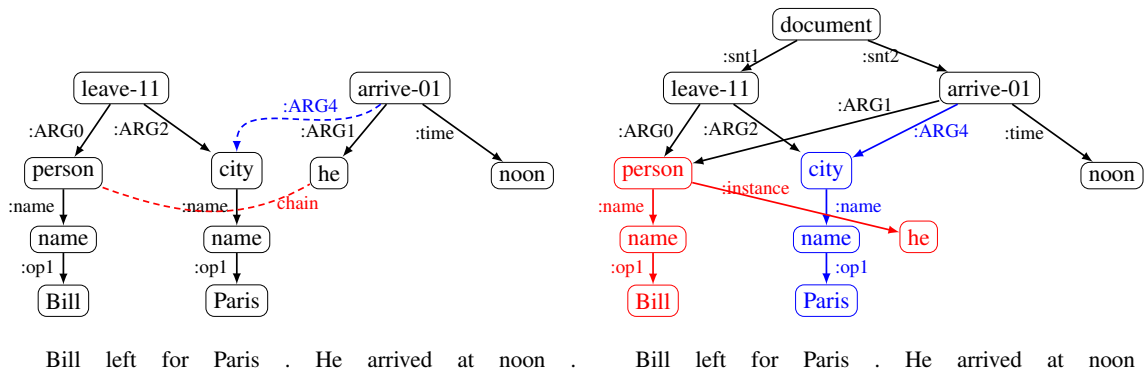 document
:snt1 :snt2
leave-11 arrive-01 leave-11 arrive-01
:ARG4 :ARG1
:ARG0 :ARG2 :ARG1 :time :ARG0 :ARG2 :ARG4 :time
person city he noon person city noon
:instance
:name :name chain :name :name
name name name name he
:op1 :op1 :op1 :op1
Bill Paris Bill Paris
Bill left for Paris . He arrived at noon . Bill left for Paris . He arrived at noon